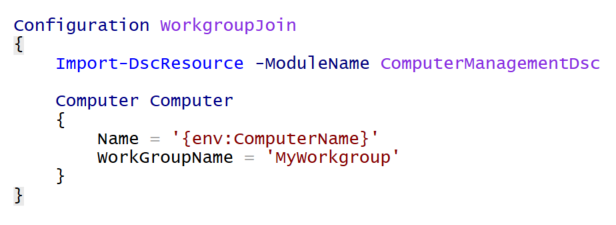 Configuration WorkgroupJoin
{
Import-DscResource -ModuleName ComputerManagementDsc
Computer Computer
{
Name = '{env:ComputerName}'
WorkGroupName = 'MyWorkgroup'
}
}